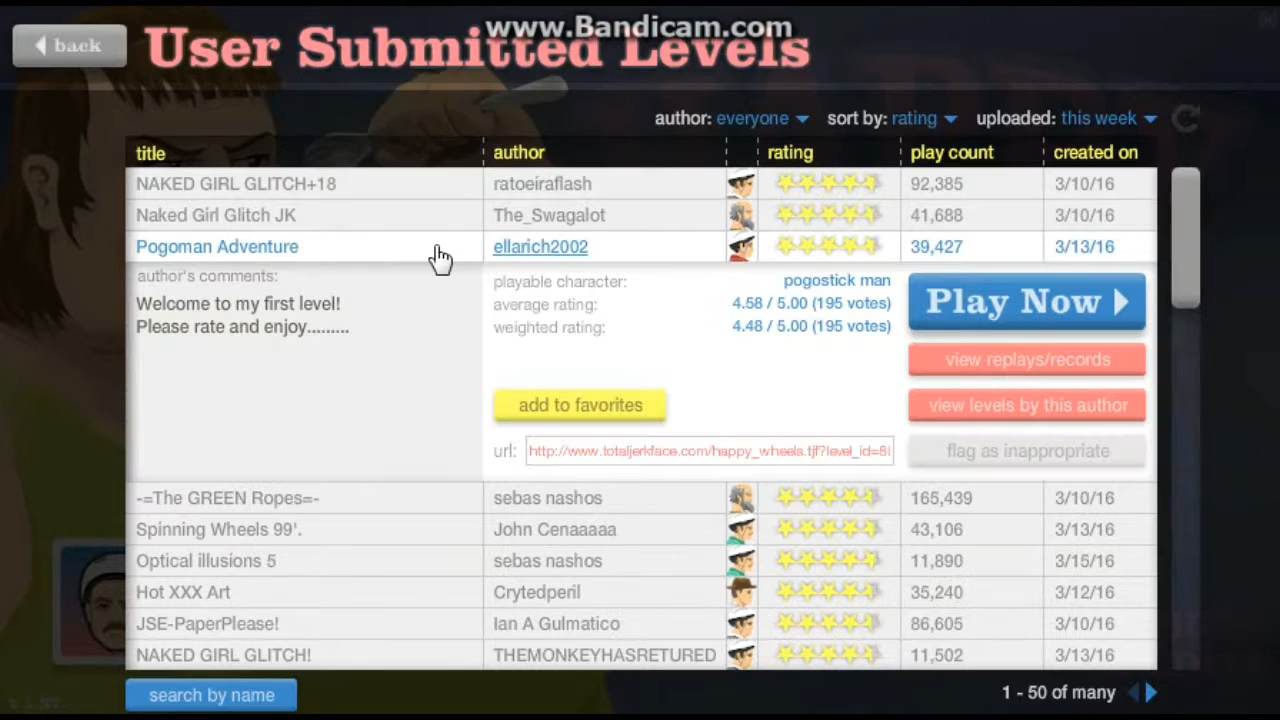 www.Bandicam.com
back
User Submitted Levels
author: everyone sort by: rating uploaded: this week
title author rating play count created on
NAKED GIRL GLITCH+18 ratoeiraflash 92,385 3/10/16
Naked Girl Glitch JK The_Swagalot 41,688 3/10/16
Pogoman Adventure ellarich2002 39,427 3/13/16
author's comments:
Welcome to my first level!
Please rate and enjoy.........
playable character: pogostick man
average rating: 4.58 / 5.00 (195 votes)
weighted rating: 4.48 / 5.00 (195 votes)
add to favorites
url: http://www.totaljerkface.com/happy_wheels.tjf?level_id=8
Play Now
view replays/records
view levels by this author
flag as inappropriate
-=The GREEN Ropes=- sebas nashos 165,439 3/10/16
Spinning Wheels 99'. John Cenaaaaa 43,106 3/13/16
Optical illusions 5 sebas nashos 11,890 3/15/16
Hot XXX Art Crytedperil 35,240 3/12/16
JSE-PaperPlease! Ian A Gulmatico 86,605 3/10/16
NAKED GIRL GLITCH! THEMONKEYHASRETURED 11,502 3/13/16
search by name
1 - 50 of many